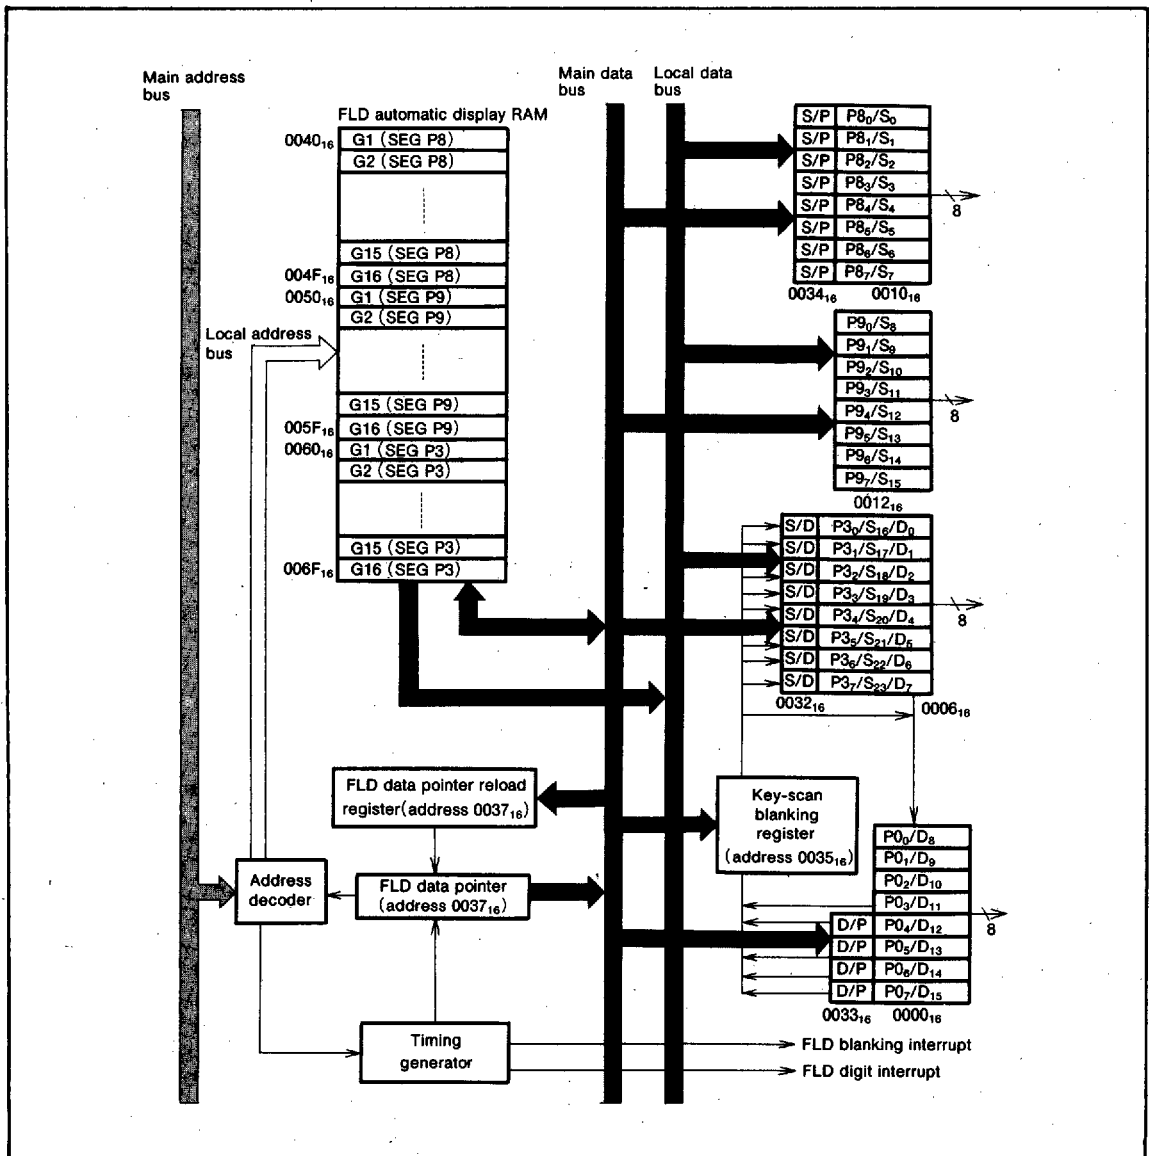 Main address
bus
FLD automatic display RAM
0040₁₆
G1 (SEG P8)
G2 (SEG P8)
G15 (SEG P8)
004F₁₆
G16 (SEG P8)
0050₁₆
G1 (SEG P9)
G2 (SEG P9)
Local address
bus
G15 (SEG P9)
005F₁₆
G16 (SEG P9)
0060₁₆
G1 (SEG P3)
G2 (SEG P3)
G15 (SEG P3)
006F₁₆
G16 (SEG P3)
Main data
bus
Local data
bus
S/P P8₀/S₀
S/P P8₁/S₁
S/P P8₂/S₂
S/P P8₃/S₃
S/P P8₄/S₄
S/P P8₅/S₅
S/P P8₆/S₆
S/P P8₇/S₇
8
0034₁₆ 0010₁₆
P9₀/S₈
P9₁/S₉
P9₂/S₁₀
P9₃/S₁₁
P9₄/S₁₂
P9₅/S₁₃
P9₆/S₁₄
P9₇/S₁₅
8
0012₁₆
S/D P3₀/S₁₆/D₀
S/D P3₁/S₁₇/D₁
S/D P3₂/S₁₈/D₂
S/D P3₃/S₁₉/D₃
S/D P3₄/S₂₀/D₄
S/D P3₅/S₂₁/D₅
S/D P3₆/S₂₂/D₆
S/D P3₇/S₂₃/D₇
8
0032₁₆ 0006₁₆
FLD data pointer reload
register(address 0037₁₆)
Key-scan
blanking
register
(address 0035₁₆)
Address
decoder
FLD data pointer
(address 0037₁₆)
P0₀/D₈
P0₁/D₉
P0₂/D₁₀
P0₃/D₁₁
D/P P0₄/D₁₂
D/P P0₅/D₁₃
D/P P0₆/D₁₄
D/P P0₇/D₁₅
8
0033₁₆ 0000₁₆
Timing
generator
FLD blanking interrupt
FLD digit interrupt